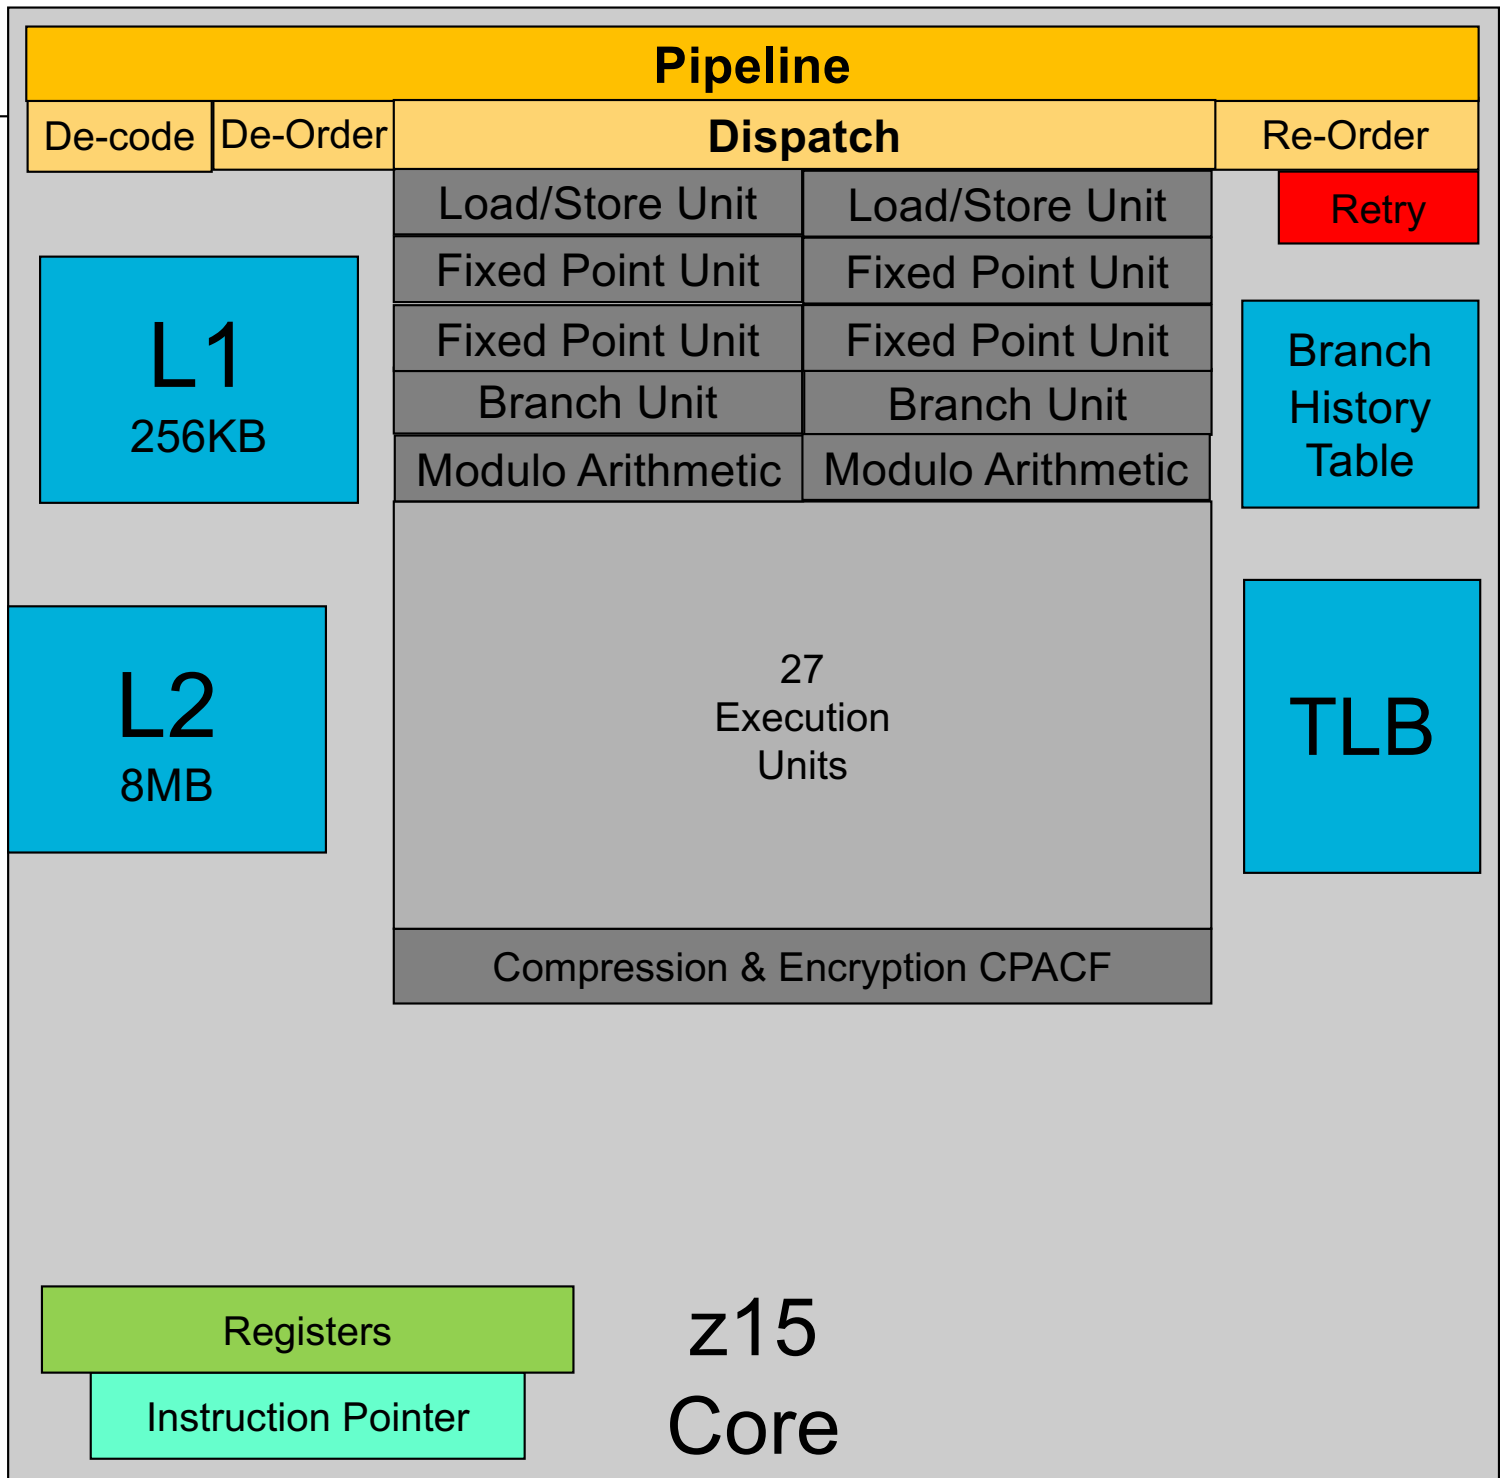 Pipeline
De-code
De-Order
Dispatch
Re-Order
Load/Store Unit
Load/Store Unit
Retry
Fixed Point Unit
Fixed Point Unit
Fixed Point Unit
Fixed Point Unit
Branch Unit
Branch Unit
Modulo Arithmetic
Modulo Arithmetic
L1
256KB
Branch
History
Table
L2
8MB
27
Execution
Units
TLB
Compression & Encryption CPACF
Registers
Instruction Pointer
z15
Core